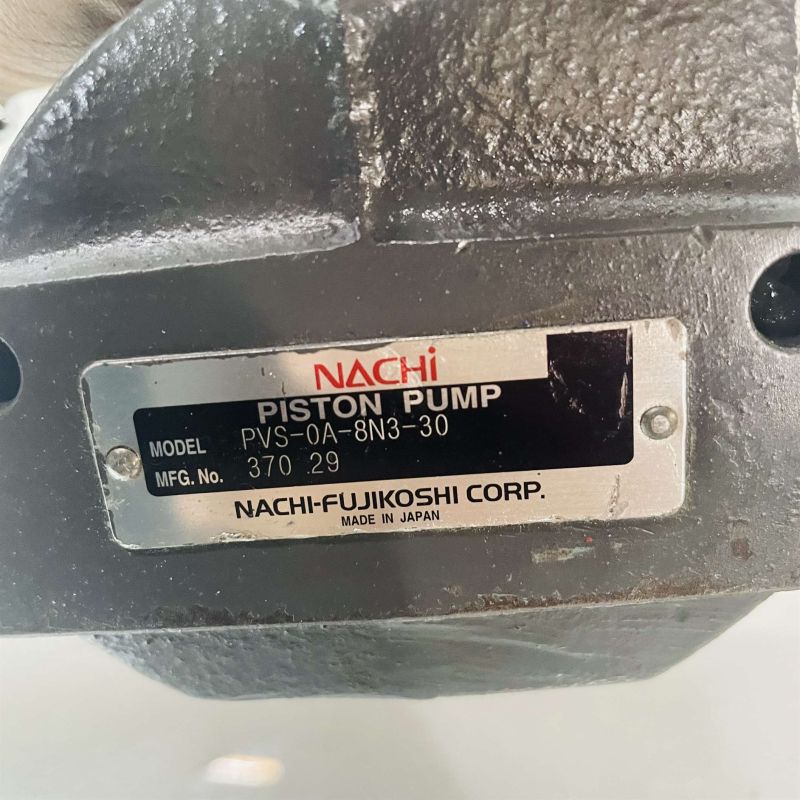 NACHi
PISTON PUMP
MODEL PVS-0A-8N3-30
MFG. No. 370 29
NACHI-FUJIKOSHI CORP.
MADE IN JAPAN